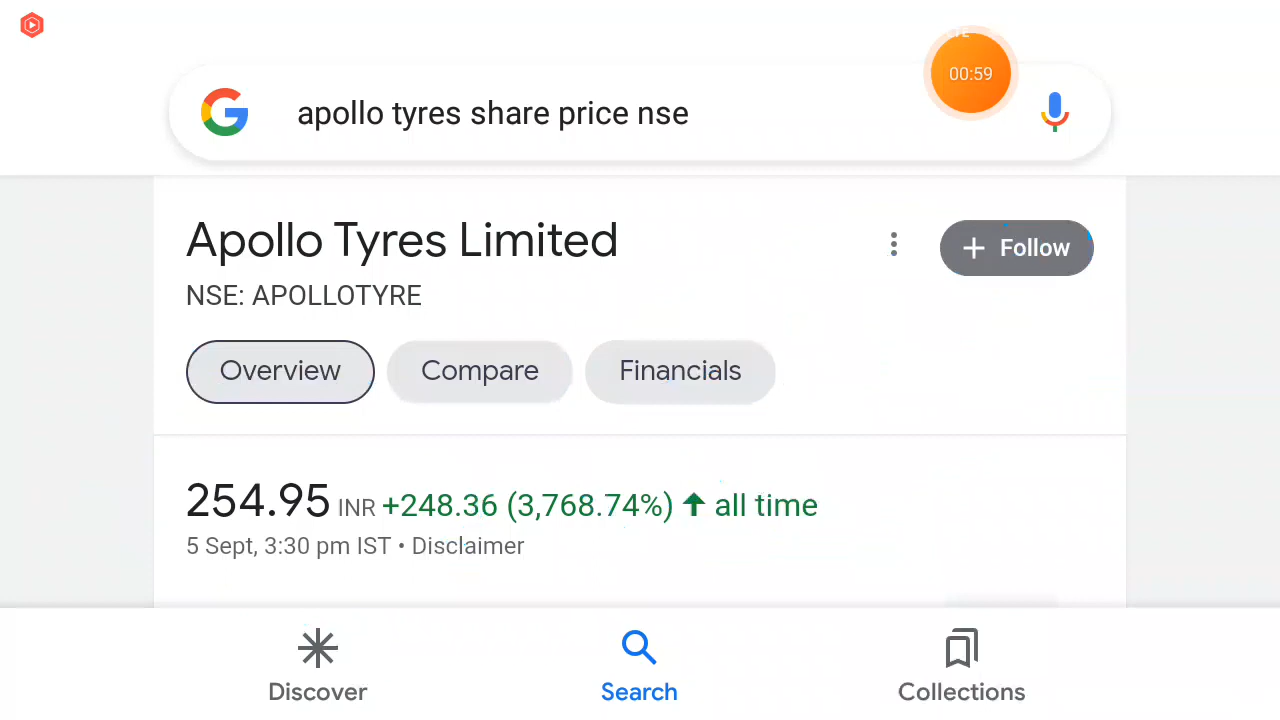 00:59
apollo tyres share price nse
Apollo Tyres Limited
+ Follow
NSE: APOLLOTYRE
Overview Compare Financials
254.95 INR +248.36 (3,768.74%) ↑ all time
5 Sept, 3:30 pm IST • Disclaimer
Discover Search Collections